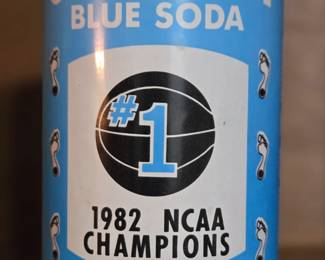 BLUE SODA
#1
1982 NCAA
CHAMPIONS